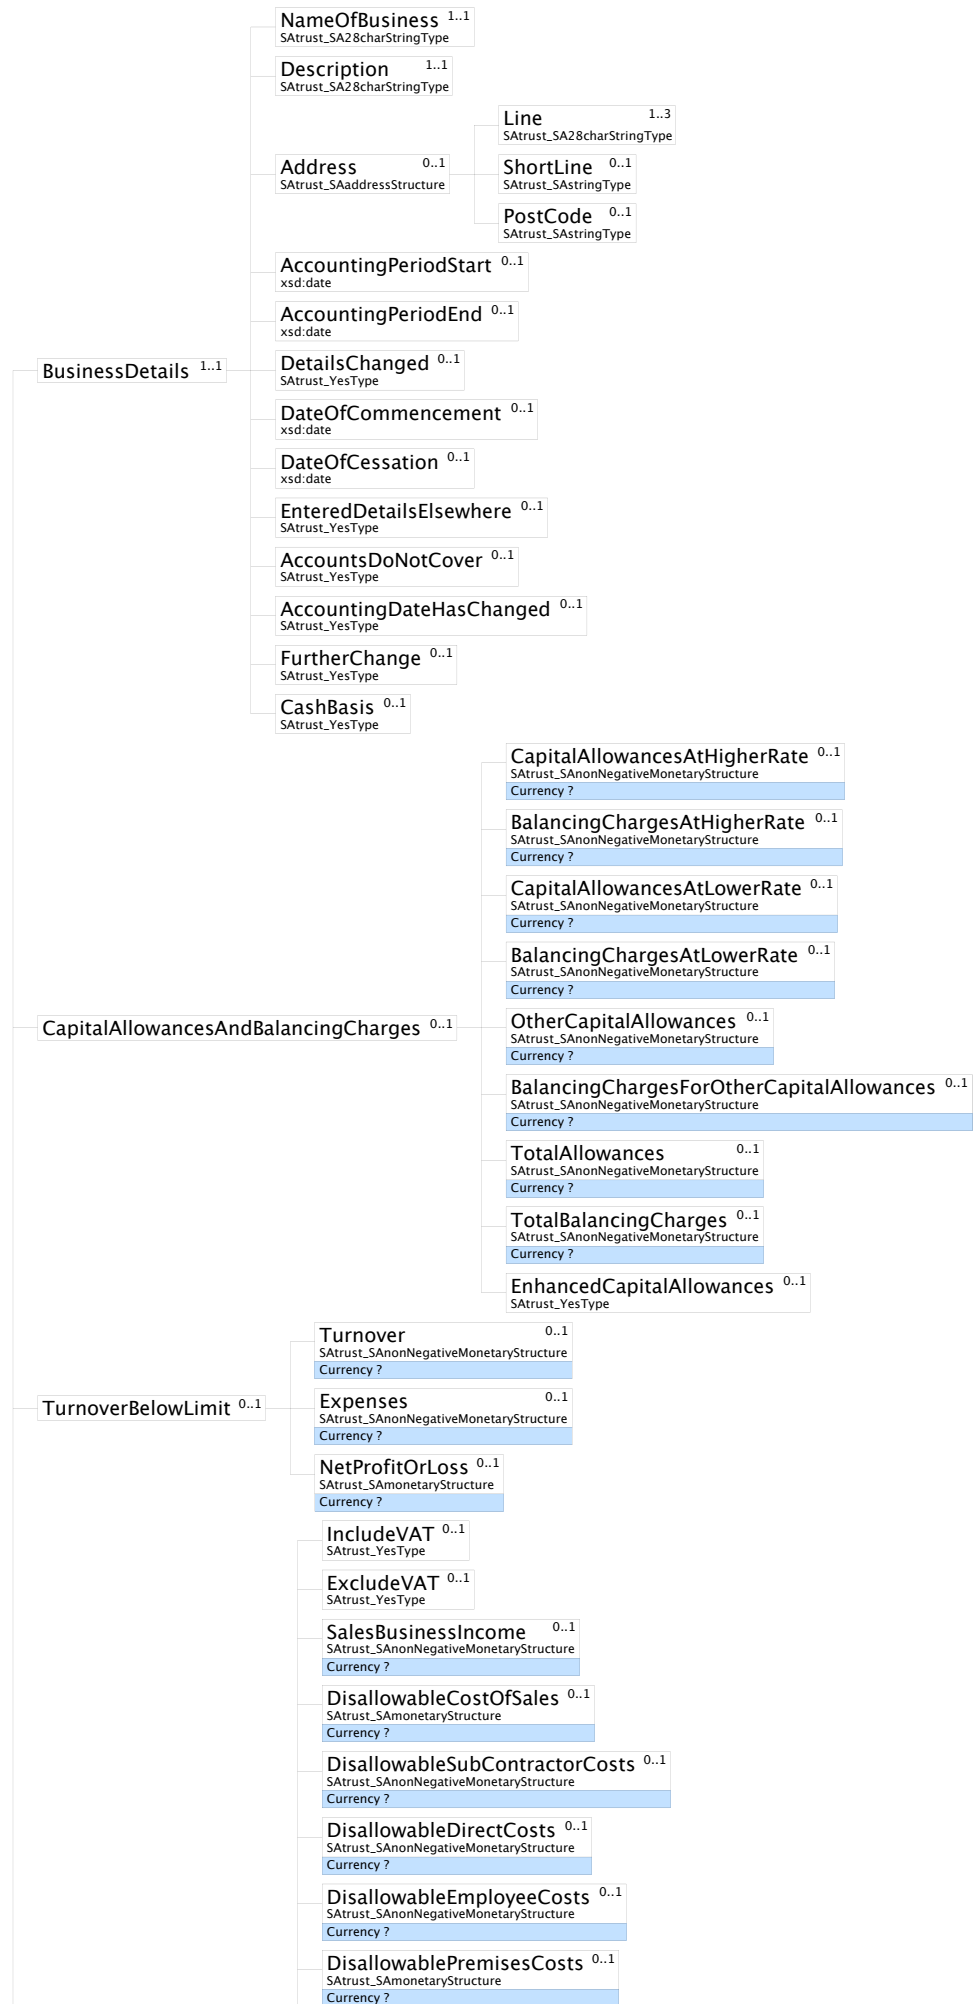 NameOfBusiness 1..1
SAtrust_SA28charStringType
Description 1..1
SAtrust_SA28charStringType
Line 1..3
SAtrust_SA28charStringType
Address 0..1
SAtrust_SAaddressStructure
ShortLine 0..1
SAtrust_SAstringType
PostCode 0..1
SAtrust_SAstringType
AccountingPeriodStart 0..1
xsd:date
AccountingPeriodEnd 0..1
xsd:date
BusinessDetails 1..1
DetailsChanged 0..1
SAtrust_YesType
DateOfCommencement 0..1
xsd:date
DateOfCessation 0..1
xsd:date
EnteredDetailsElsewhere 0..1
SAtrust_YesType
AccountsDoNotCover 0..1
SAtrust_YesType
AccountingDateHasChanged 0..1
SAtrust_YesType
FurtherChange 0..1
SAtrust_YesType
CashBasis 0..1
SAtrust_YesType
CapitalAllowancesAtHigherRate 0..1
SAtrust_SAnonNegativeMonetaryStructure
Currency ?
BalancingChargesAtHigherRate 0..1
SAtrust_SAnonNegativeMonetaryStructure
Currency ?
CapitalAllowancesAtLowerRate 0..1
SAtrust_SAnonNegativeMonetaryStructure
Currency ?
BalancingChargesAtLowerRate 0..1
SAtrust_SAnonNegativeMonetaryStructure
Currency ?
CapitalAllowancesAndBalancingCharges 0..1
OtherCapitalAllowances 0..1
SAtrust_SAnonNegativeMonetaryStructure
Currency ?
BalancingChargesForOtherCapitalAllowances 0..1
SAtrust_SAnonNegativeMonetaryStructure
Currency ?
TotalAllowances 0..1
SAtrust_SAnonNegativeMonetaryStructure
Currency ?
TotalBalancingCharges 0..1
SAtrust_SAnonNegativeMonetaryStructure
Currency ?
EnhancedCapitalAllowances 0..1
SAtrust_YesType
Turnover 0..1
SAtrust_SAnonNegativeMonetaryStructure
Currency ?
TurnoverBelowLimit 0..1
Expenses 0..1
SAtrust_SAnonNegativeMonetaryStructure
Currency ?
NetProfitOrLoss 0..1
SAtrust_SAmonetaryStructure
Currency ?
IncludeVAT 0..1
SAtrust_YesType
ExcludeVAT 0..1
SAtrust_YesType
SalesBusinessIncome 0..1
SAtrust_SAnonNegativeMonetaryStructure
Currency ?
DisallowableCostOfSales 0..1
SAtrust_SAmonetaryStructure
Currency ?
DisallowableSubContractorCosts 0..1
SAtrust_SAnonNegativeMonetaryStructure
Currency ?
DisallowableDirectCosts 0..1
SAtrust_SAnonNegativeMonetaryStructure
Currency ?
DisallowableEmployeeCosts 0..1
SAtrust_SAnonNegativeMonetaryStructure
Currency ?
DisallowablePremisesCosts 0..1
SAtrust_SAmonetaryStructure
Currency ?